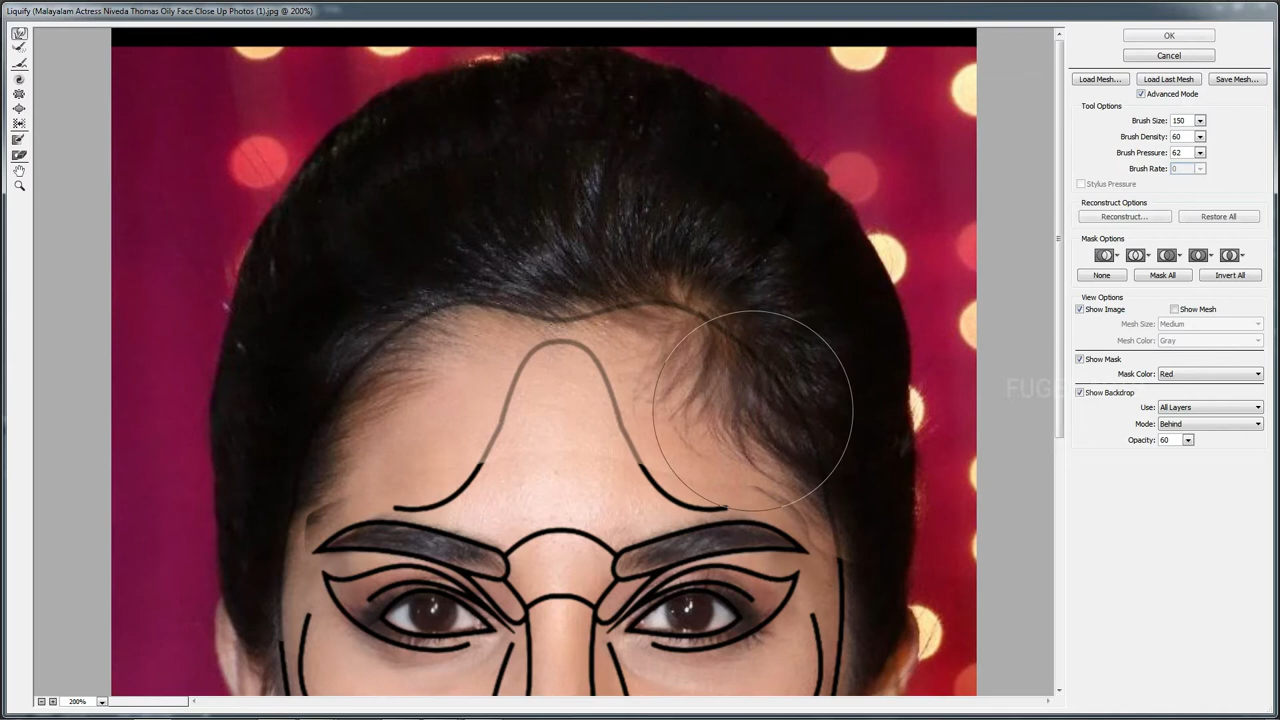 Liquify (Malayalam Actress Niveda Thomas Oily Face Close Up Photos (1).jpg @ 200%)
OK
Cancel
Load Mesh... Load Last Mesh Save Mesh...
Advanced Mode
Tool Options
Brush Size: 150
Brush Density: 60
Brush Pressure: 62
Brush Rate: 0
Stylus Pressure
Reconstruct Options
Reconstruct... Restore All
Mask Options
None Mask All Invert All
View Options
Show Image Show Mesh
Mesh Size: Medium
Mesh Color: Gray
Show Mask
Mask Color: Red
Show Backdrop
Use: All Layers
Mode: Behind
Opacity: 60
200%